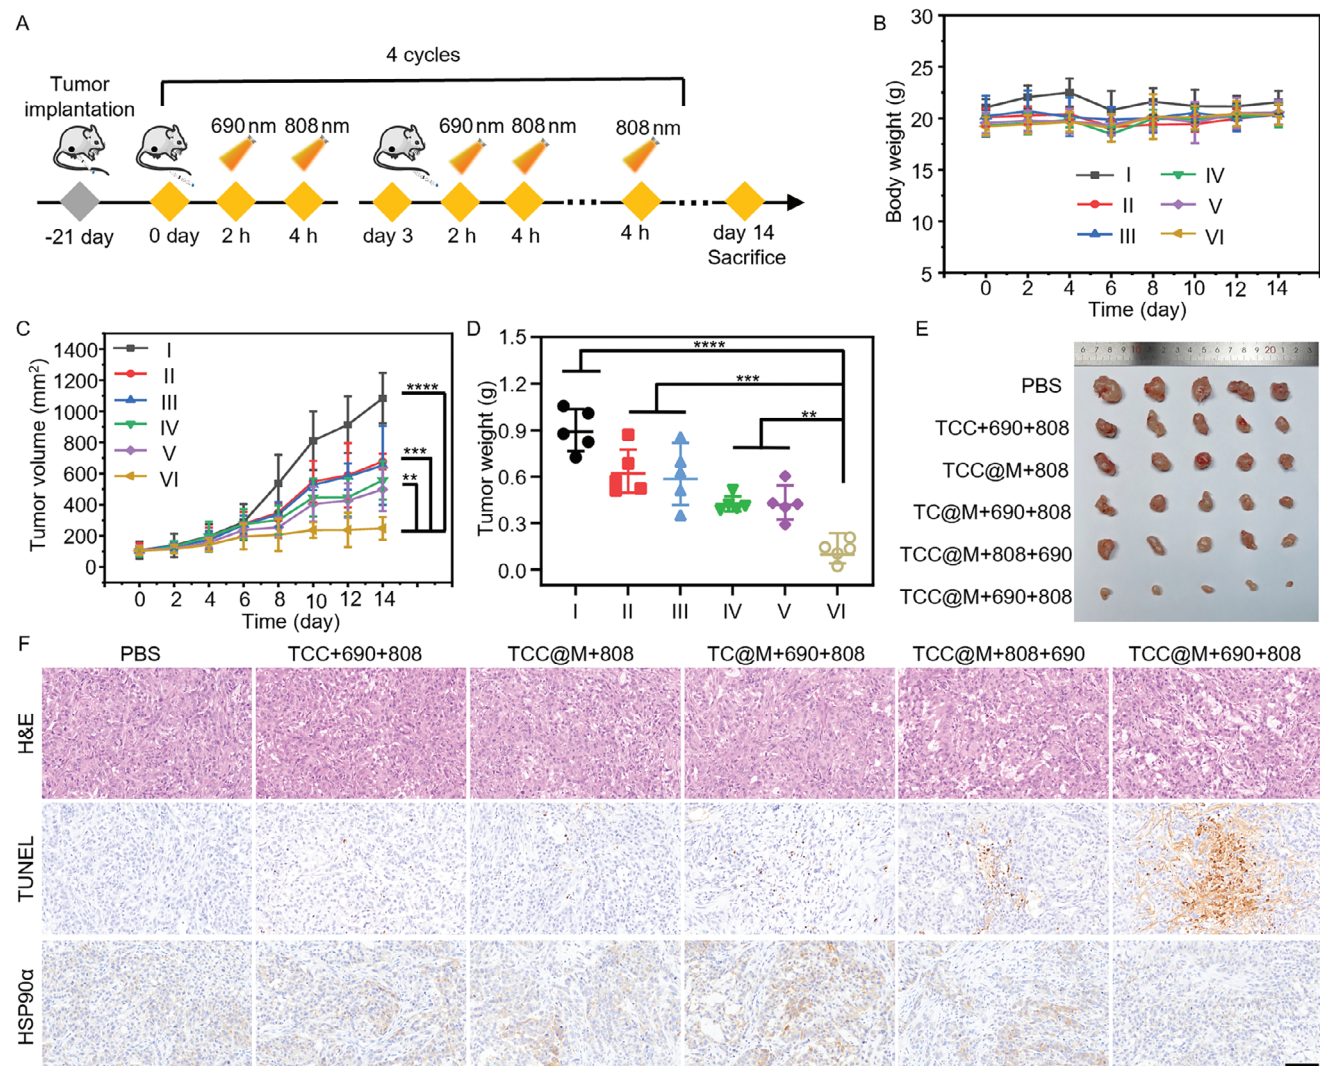 A
4 cycles
Tumor
implantation
690 nm
808 nm
690 nm
808 nm
808 nm
-21 day
0 day
2 h
4 h
day 3
2 h
4 h
4 h
day 14
Sacrifice
B
Body weight (g)
30
25
20
15
10
5
I
II
III
IV
V
VI
0 2 4 6 8 10 12 14
Time (day)
C
Tumor volume (mm²)
1400
1200
1000
800
600
400
200
0
I
II
III
IV
V
VI
****
***
**
0 2 4 6 8 10 12 14
Time (day)
D
Tumor weight (g)
1.5
1.2
0.9
0.6
0.3
0.0
****
***
**
I II III IV V VI
E
PBS
TCC+690+808
TCC@M+808
TC@M+690+808
TCC@M+808+690
TCC@M+690+808
F
PBS TCC+690+808 TCC@M+808 TC@M+690+808 TCC@M+808+690 TCC@M+690+808
H&E
TUNEL
HSP90α